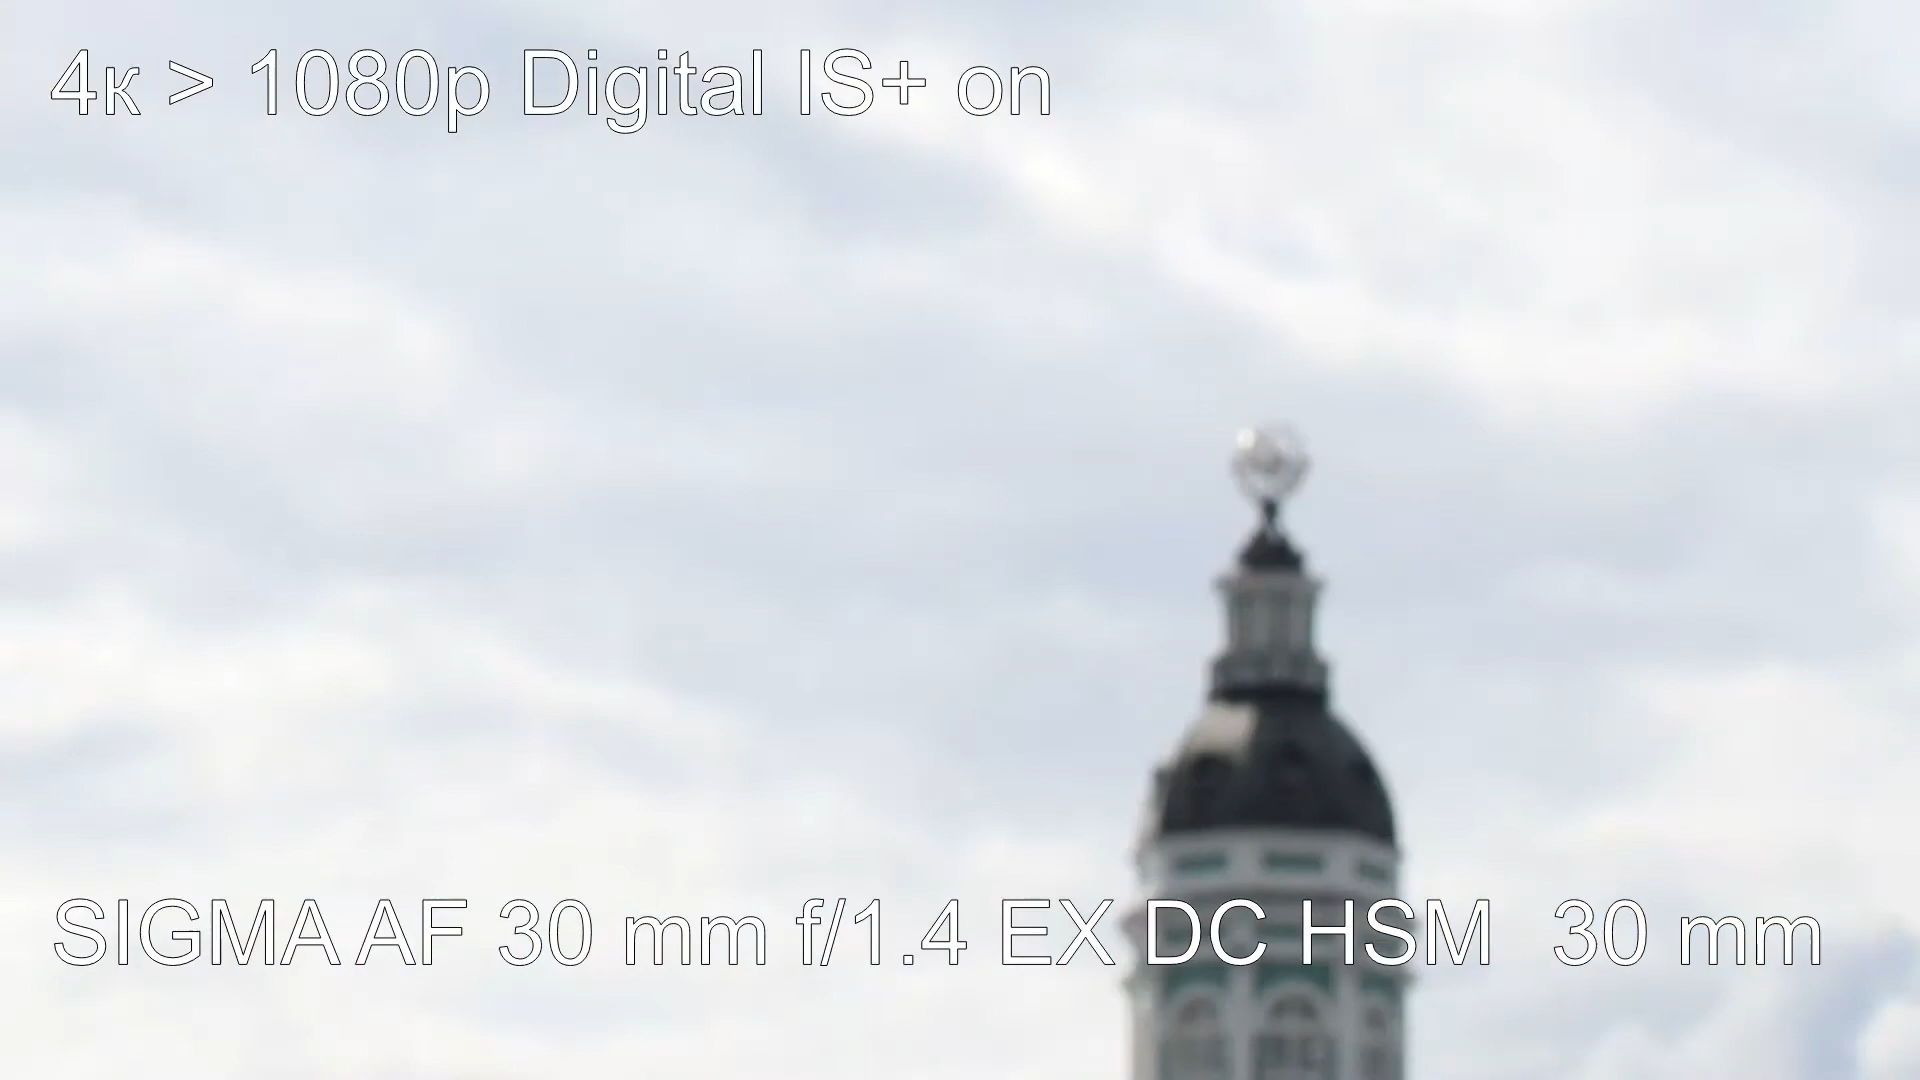 4к > 1080p Digital IS+ on
SIGMA AF 30 mm f/1.4 EX DC HSM 30 mm